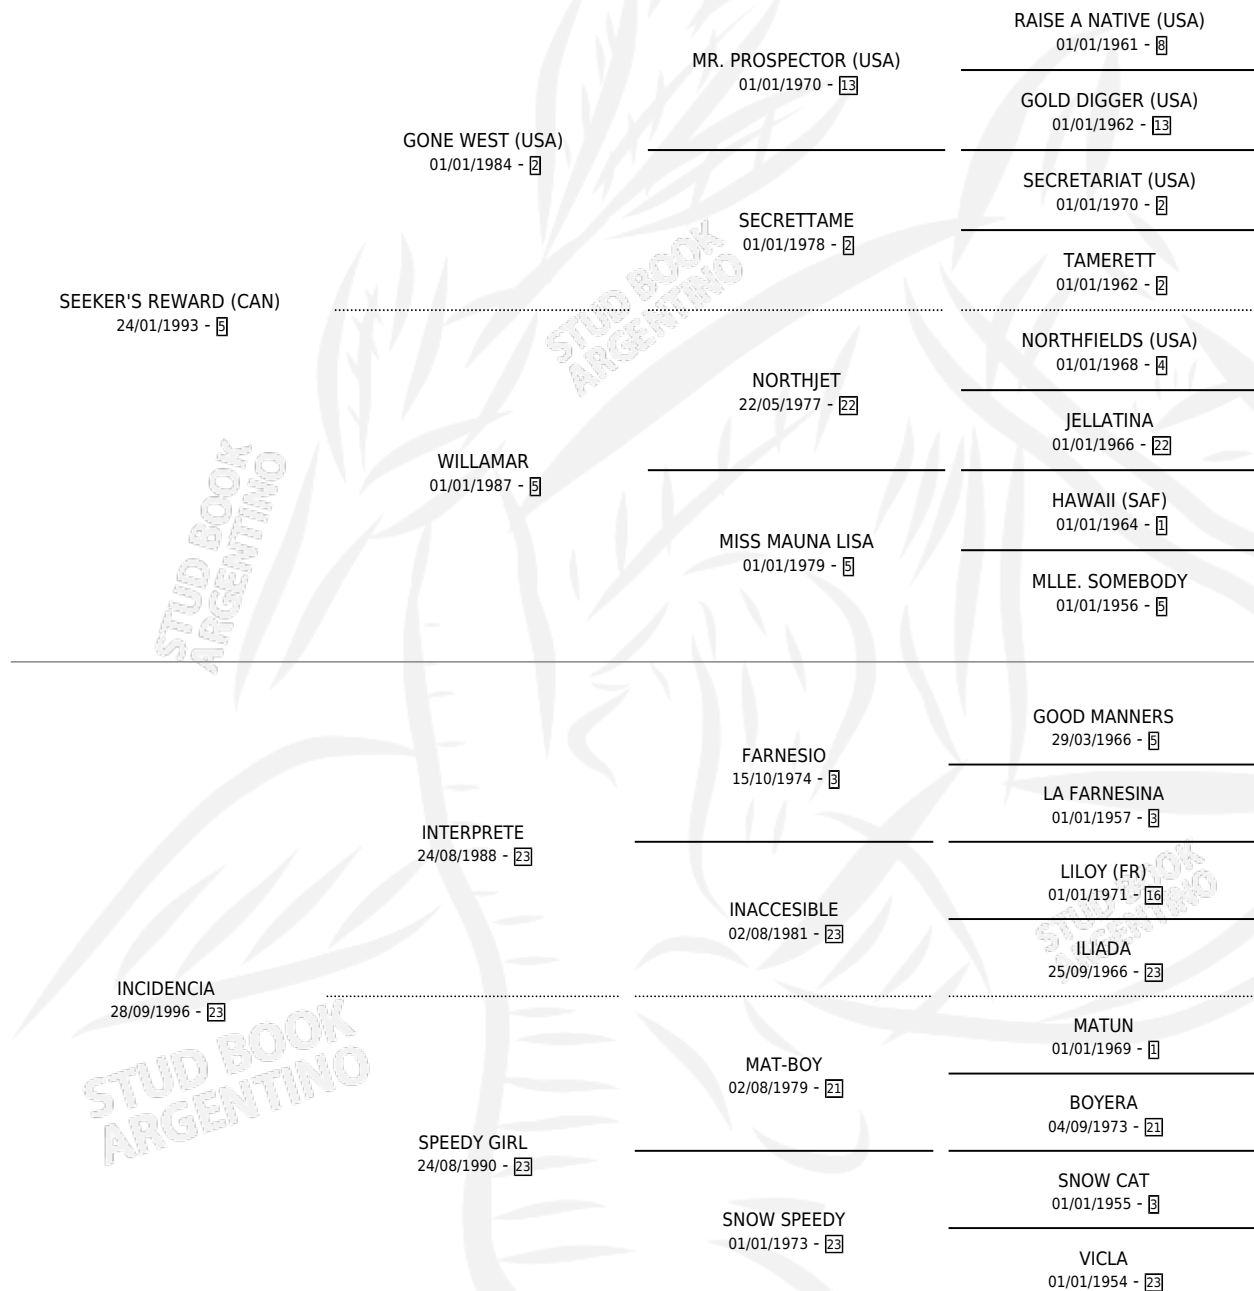 RAISE A NATIVE (USA)
01/01/1961 - 8
MR. PROSPECTOR (USA)
01/01/1970 - 13
GOLD DIGGER (USA)
01/01/1962 - 13
GONE WEST (USA)
01/01/1984 - 2
SECRETARIAT (USA)
01/01/1970 - 2
SECRETTAME
01/01/1978 - 2
TAMERETT
01/01/1962 - 2
STUD BOOK
ARGENTINO
SEEKER'S REWARD (CAN)
24/01/1993 - 5
NORTHFIELDS (USA)
01/01/1968 - 4
NORTHJET
22/05/1977 - 22
JELLATINA
01/01/1966 - 22
WILLAMAR
01/01/1987 - 5
HAWAII (SAF)
01/01/1964 - 1
MISS MAUNA LISA
01/01/1979 - 5
MLLE. SOMEBODY
01/01/1956 - 5
STUD BOOK
ARGENTINO
GOOD MANNERS
29/03/1966 - 5
FARNESIO
15/10/1974 - 3
LA FARNESINA
01/01/1957 - 3
INTERPRETE
24/08/1988 - 23
LILOY (FR)
01/01/1971 - 16
INACCESIBLE
02/08/1981 - 23
ILIADA
25/09/1966 - 23
STUD BOOK
ARGENTINO
INCIDENCIA
28/09/1996 - 23
MATUN
01/01/1969 - 1
MAT-BOY
02/08/1979 - 21
BOYERA
04/09/1973 - 21
STUD BOOK
ARGENTINO
SPEEDY GIRL
24/08/1990 - 23
SNOW CAT
01/01/1955 - 3
SNOW SPEEDY
01/01/1973 - 23
VICLA
01/01/1954 - 23